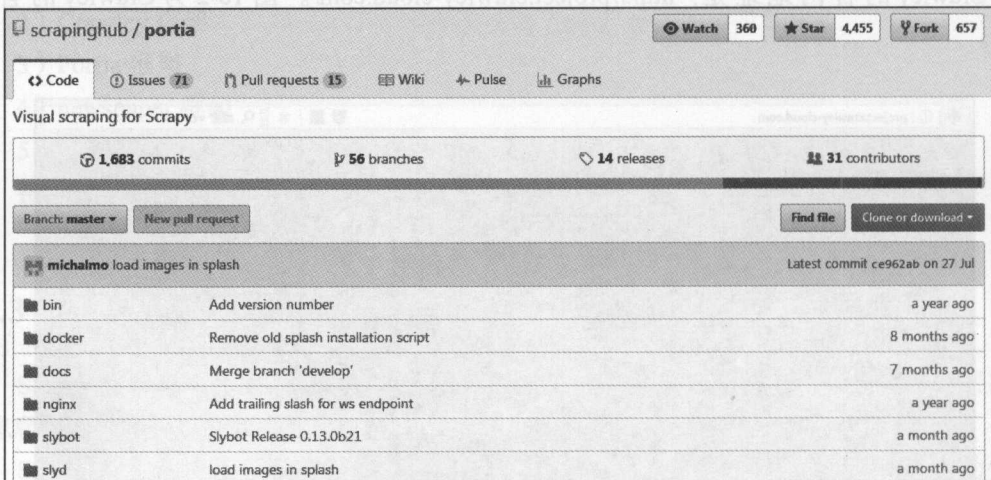 scrapinghub / portia Watch 360 Star 4,455 Fork 657
Code Issues 71 Pull requests 15 Wiki Pulse Graphs
Visual scraping for Scrapy
1,683 commits 56 branches 14 releases 31 contributors
Branch: master New pull request Find file Clone or download
michalmo load images in splash Latest commit ce962ab on 27 Jul
bin Add version number a year ago
docker Remove old splash installation script 8 months ago
docs Merge branch 'develop' 7 months ago
nginx Add trailing slash for ws endpoint a year ago
slybot Slybot Release 0.13.0b21 a month ago
slyd load images in splash a month ago